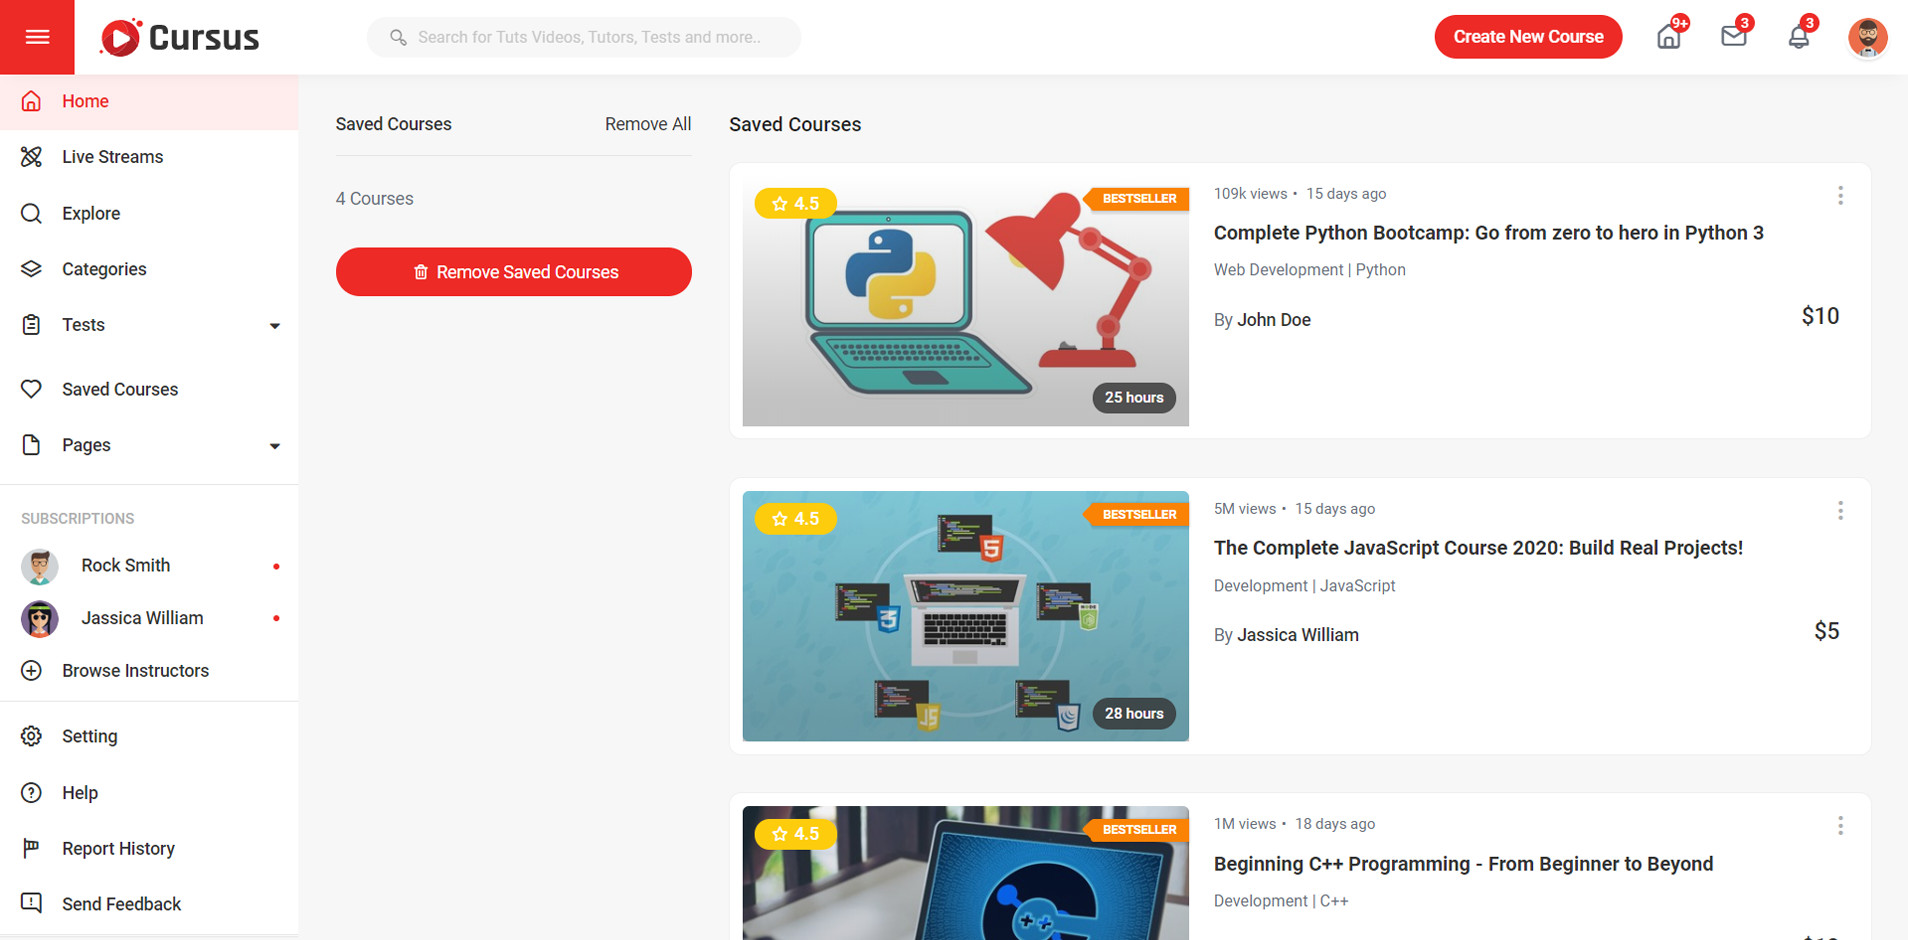 Cursus
Search for Tuts Videos, Tutors, Tests and more..
Create New Course
9+
3
3
Home
Live Streams
Explore
Categories
Tests
Saved Courses
Pages
SUBSCRIPTIONS
Rock Smith
Jassica William
Browse Instructors
Setting
Help
Report History
Send Feedback
Saved Courses
Remove All
4 Courses
Remove Saved Courses
Saved Courses
4.5
BESTSELLER
25 hours
109k views • 15 days ago
Complete Python Bootcamp: Go from zero to hero in Python 3
Web Development | Python
By John Doe
$10
4.5
BESTSELLER
5
3
JS
28 hours
5M views • 15 days ago
The Complete JavaScript Course 2020: Build Real Projects!
Development | JavaScript
By Jassica William
$5
4.5
BESTSELLER
++
1M views • 18 days ago
Beginning C++ Programming - From Beginner to Beyond
Development | C++